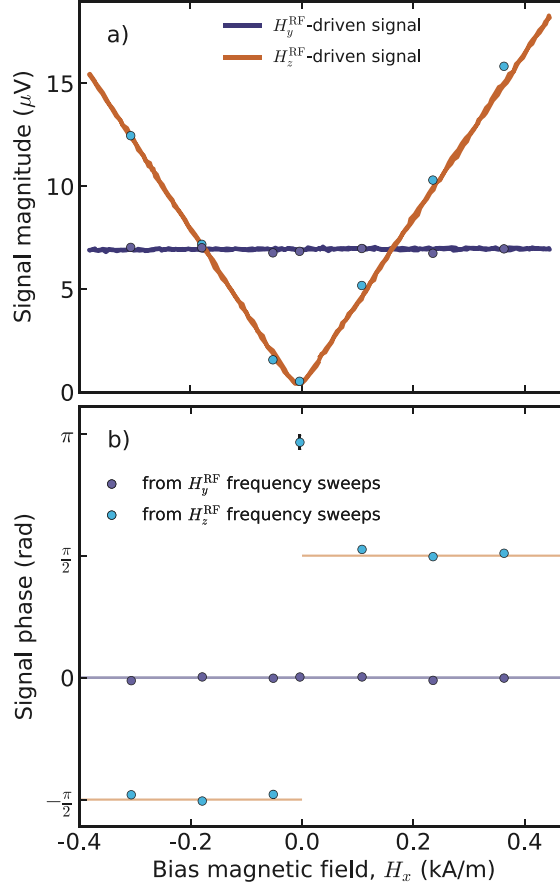 a)
H_y^RF-driven signal
H_z^RF-driven signal
Signal magnitude (μV)
15
10
5
0
b)
from H_y^RF frequency sweeps
from H_z^RF frequency sweeps
Signal phase (rad)
π
π/2
0
−π/2
-0.4
-0.2
0.0
0.2
0.4
Bias magnetic field, H_x (kA/m)